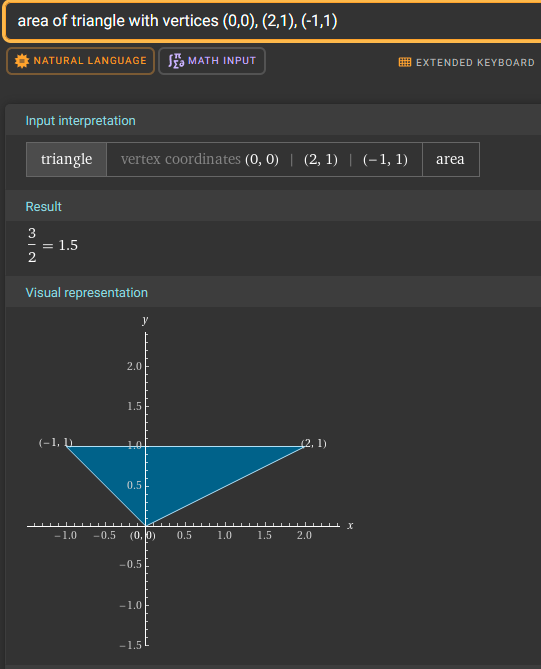 area of triangle with vertices (0,0), (2,1), (-1,1)
NATURAL LANGUAGE
∫π Σ∂ MATH INPUT
EXTENDED KEYBOARD
Input interpretation
triangle vertex coordinates (0, 0) | (2, 1) | (−1, 1) area
Result
3/2 = 1.5
Visual representation
y
2.0
1.5
(−1, 1) 1.0 (2, 1)
0.5
x
−1.0 −0.5 (0, 0) 0.5 1.0 1.5 2.0
−0.5
−1.0
−1.5